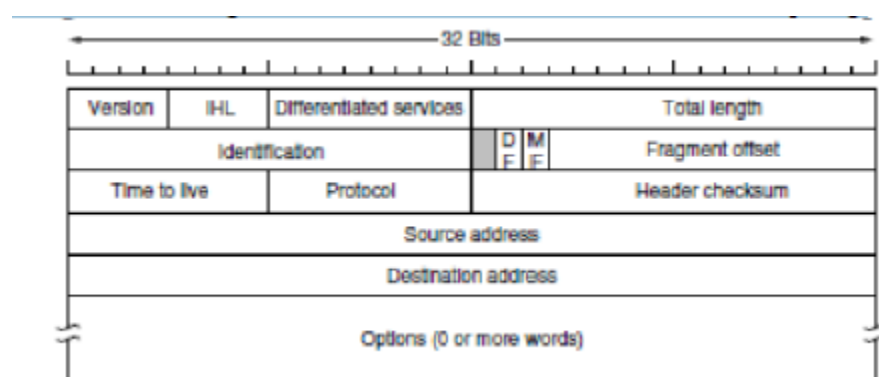 32 Bits
Version IHL Differentiated services Total length
Identification D F M F Fragment offset
Time to live Protocol Header checksum
Source address
Destination address
Options (0 or more words)